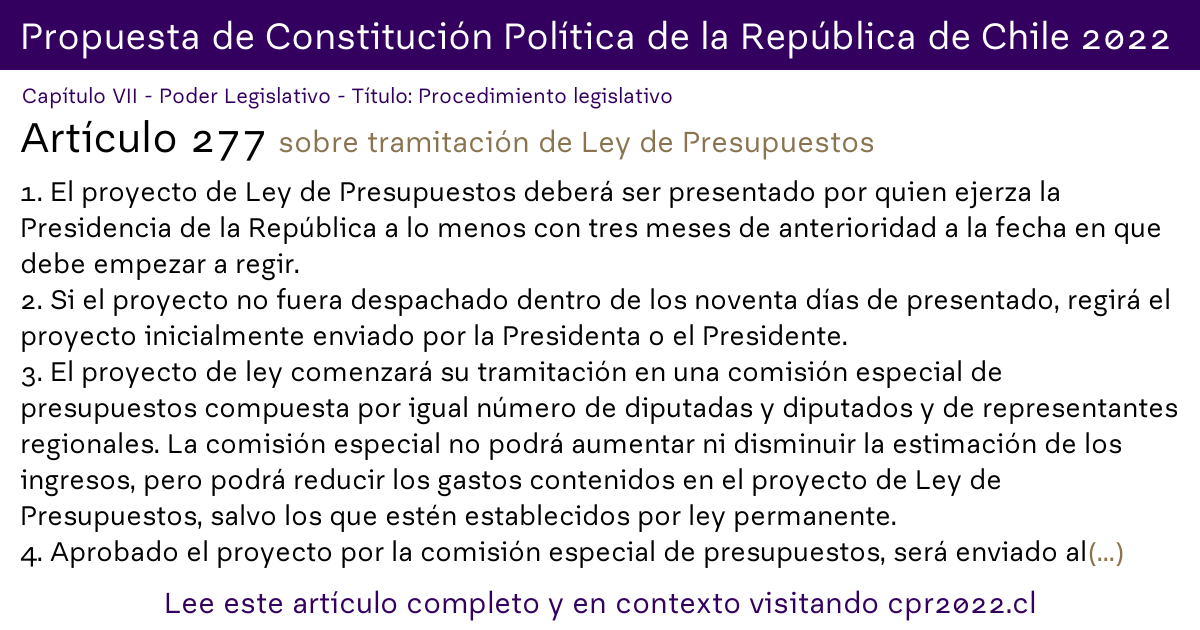 Propuesta de Constitución Política de la República de Chile 2022
Capítulo VII - Poder Legislativo - Título: Procedimiento legislativo
Artículo 277 sobre tramitación de Ley de Presupuestos
1. El proyecto de Ley de Presupuestos deberá ser presentado por quien ejerza la
Presidencia de la República a lo menos con tres meses de anterioridad a la fecha en que
debe empezar a regir.
2. Si el proyecto no fuera despachado dentro de los noventa días de presentado, regirá el
proyecto inicialmente enviado por la Presidenta o el Presidente.
3. El proyecto de ley comenzará su tramitación en una comisión especial de
presupuestos compuesta por igual número de diputadas y diputados y de representantes
regionales. La comisión especial no podrá aumentar ni disminuir la estimación de los
ingresos, pero podrá reducir los gastos contenidos en el proyecto de Ley de
Presupuestos, salvo los que estén establecidos por ley permanente.
4. Aprobado el proyecto por la comisión especial de presupuestos, será enviado al(...)
Lee este artículo completo y en contexto visitando cpr2022.cl